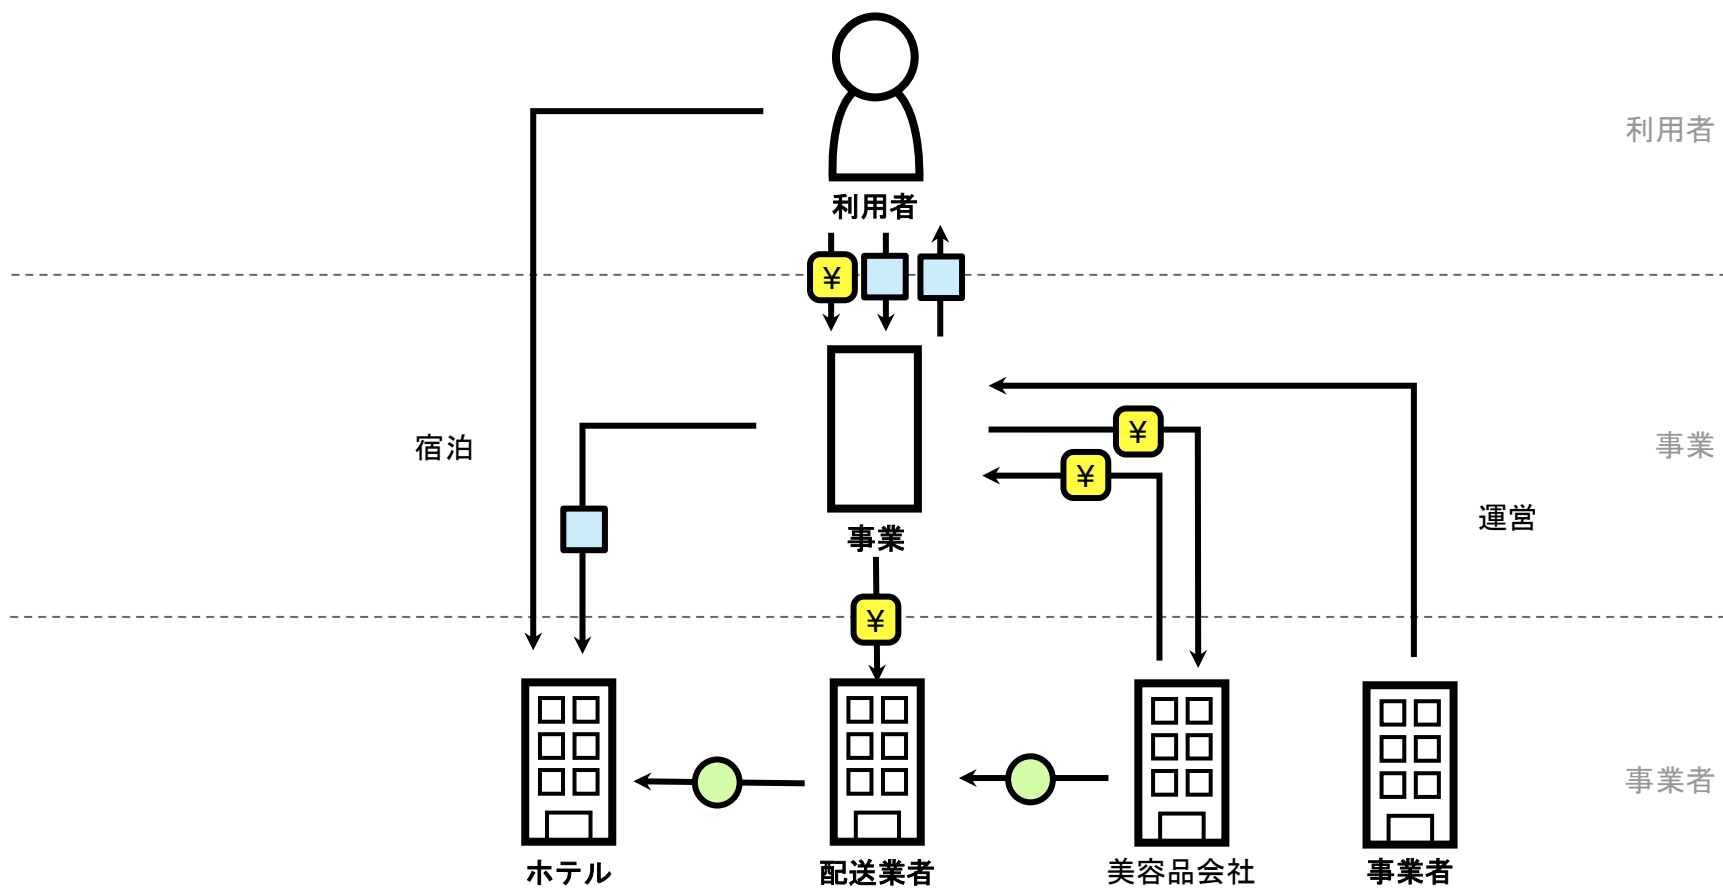 利用者
利用者
¥
宿泊
¥
事業
¥
運営
事業
¥
事業者
ホテル
配送業者
美容品会社
事業者